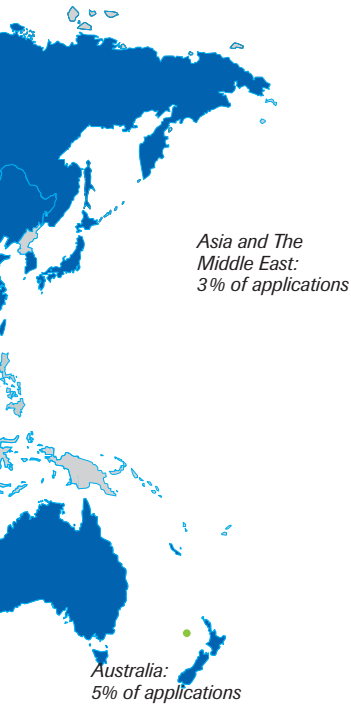 Asia and The
Middle East:
3% of applications
Australia:
5% of applications